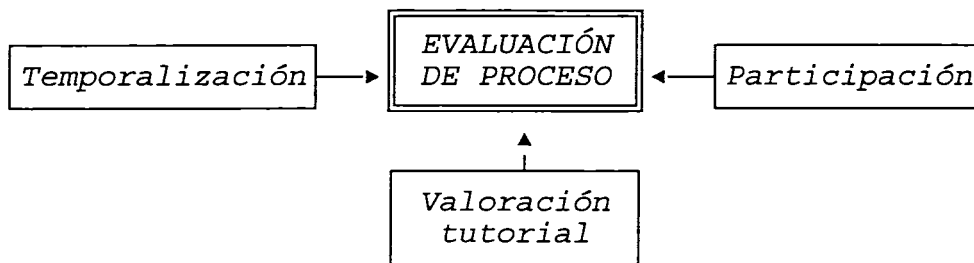 EVALUACIÓN
DE PROCESO
Temporalización
Participación
Valoración
tutorial